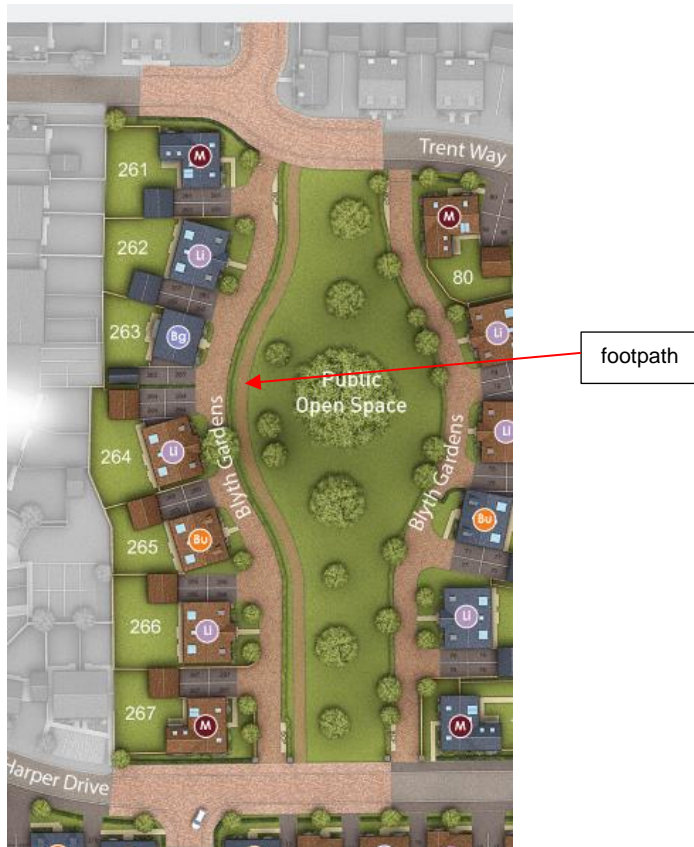 Trent Way
M
261
M
262
Li
80
263
Bg
Li
footpath
Public
Open Space
264
Li
Blyth Gardens
Li
Blyth Gardens
265
Bu
Bu
266
Li
Li
267
M
M
Harper Drive